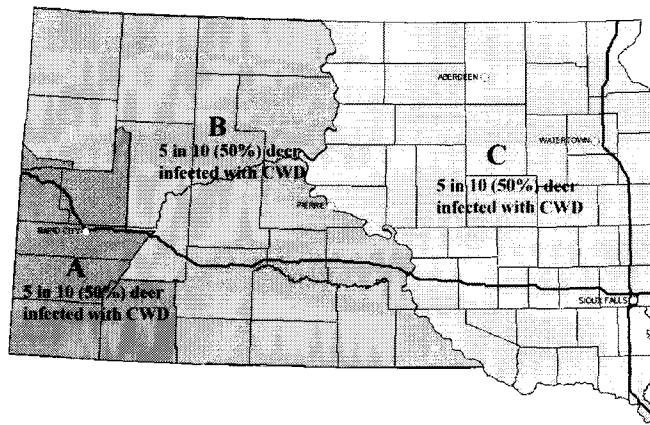 ABERDEEN
B
5 in 10 (50%) deer
infected with CWD
WATERTOWN
C
5 in 10 (50%) deer
infected with CWD
PIERRE
RAPID CITY
A
5 in 10 (50%) deer
infected with CWD
SIOUX FALLS